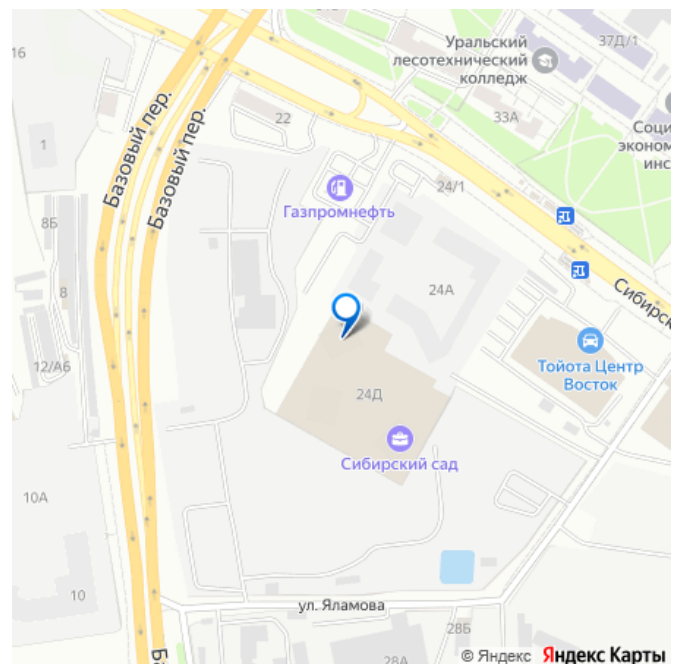 Уральский
лесотехнический
колледж
37Д/1
16
Базовый пер.
Базовый пер.
22
33А
1
Газпромнефть
24/1
8Б
8
24А
Сибирск
12/А6
Тойота Центр
Восток
24Д
Сибирский сад
10А
10
ул. Яламова
28Б
28А
Ба
Соци
эконом
инс
© Яндекс Яндекс Карты